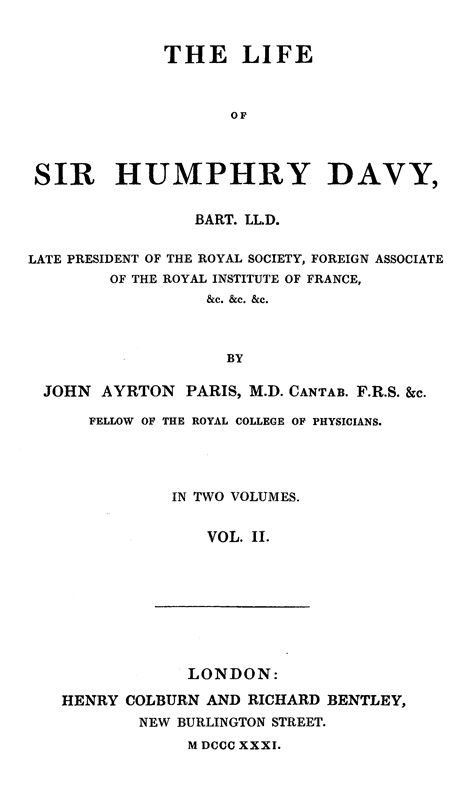 THE LIFE
OF
SIR HUMPHRY DAVY,
BART. LL.D.
LATE PRESIDENT OF THE ROYAL SOCIETY, FOREIGN ASSOCIATE
OF THE ROYAL INSTITUTE OF FRANCE,
&c. &c. &c.
BY
JOHN AYRTON PARIS, M.D. CANTAB. F.R.S. &c.
FELLOW OF THE ROYAL COLLEGE OF PHYSICIANS.
IN TWO VOLUMES.
VOL. II.
LONDON:
HENRY COLBURN AND RICHARD BENTLEY,
NEW BURLINGTON STREET.
M DCCC XXXI.